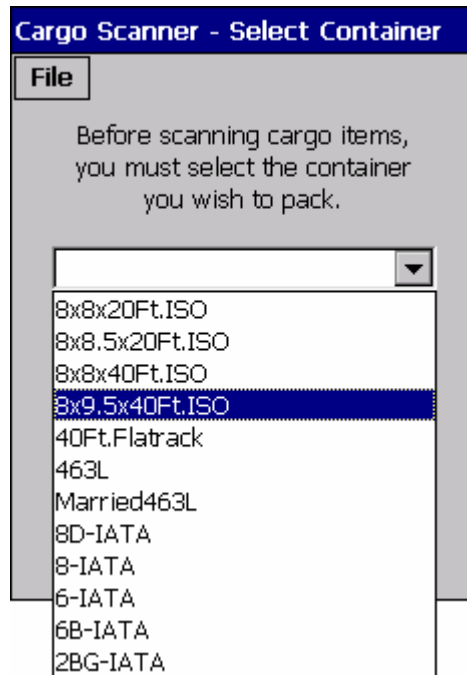 Cargo Scanner - Select Container
File
Before scanning cargo items,
you must select the container
you wish to pack.
8x8x20Ft.ISO
8x8.5x20Ft.ISO
8x8x40Ft.ISO
8x9.5x40Ft.ISO
40Ft.Flatrack
463L
Married463L
8D-IATA
8-IATA
6-IATA
6B-IATA
2BG-IATA